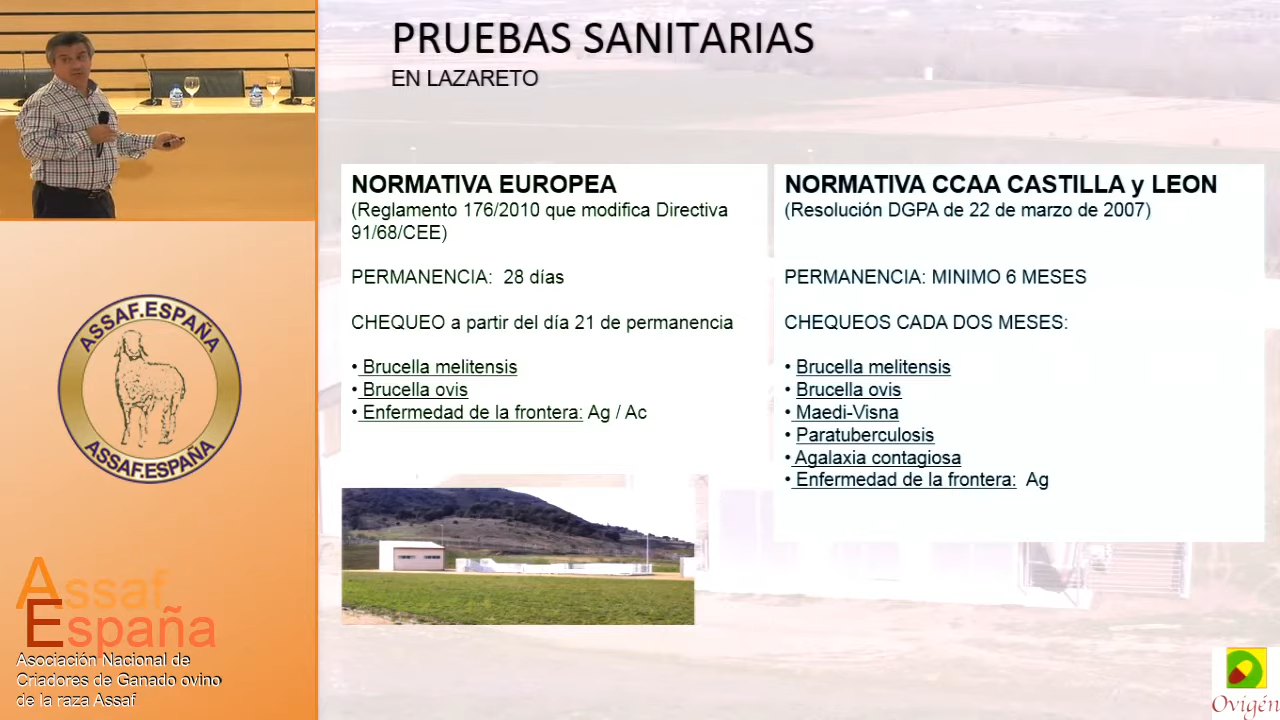 PRUEBAS SANITARIAS
EN LAZARETO
NORMATIVA EUROPEA
(Reglamento 176/2010 que modifica Directiva
91/68/CEE)
PERMANENCIA: 28 días
CHEQUEO a partir del día 21 de permanencia
• Brucella melitensis
• Brucella ovis
• Enfermedad de la frontera: Ag / Ac
NORMATIVA CCAA CASTILLA y LEON
(Resolución DGPA de 22 de marzo de 2007)
PERMANENCIA: MINIMO 6 MESES
CHEQUEOS CADA DOS MESES:
• Brucella melitensis
• Brucella ovis
• Maedi-Visna
• Paratuberculosis
• Agalaxia contagiosa
• Enfermedad de la frontera: Ag
ASSAF.ESPAÑA
ASSAF.ESPAÑA
Assaf
España
Asociación Nacional de
Criadores de Ganado ovino
de la raza Assaf
Ovigén